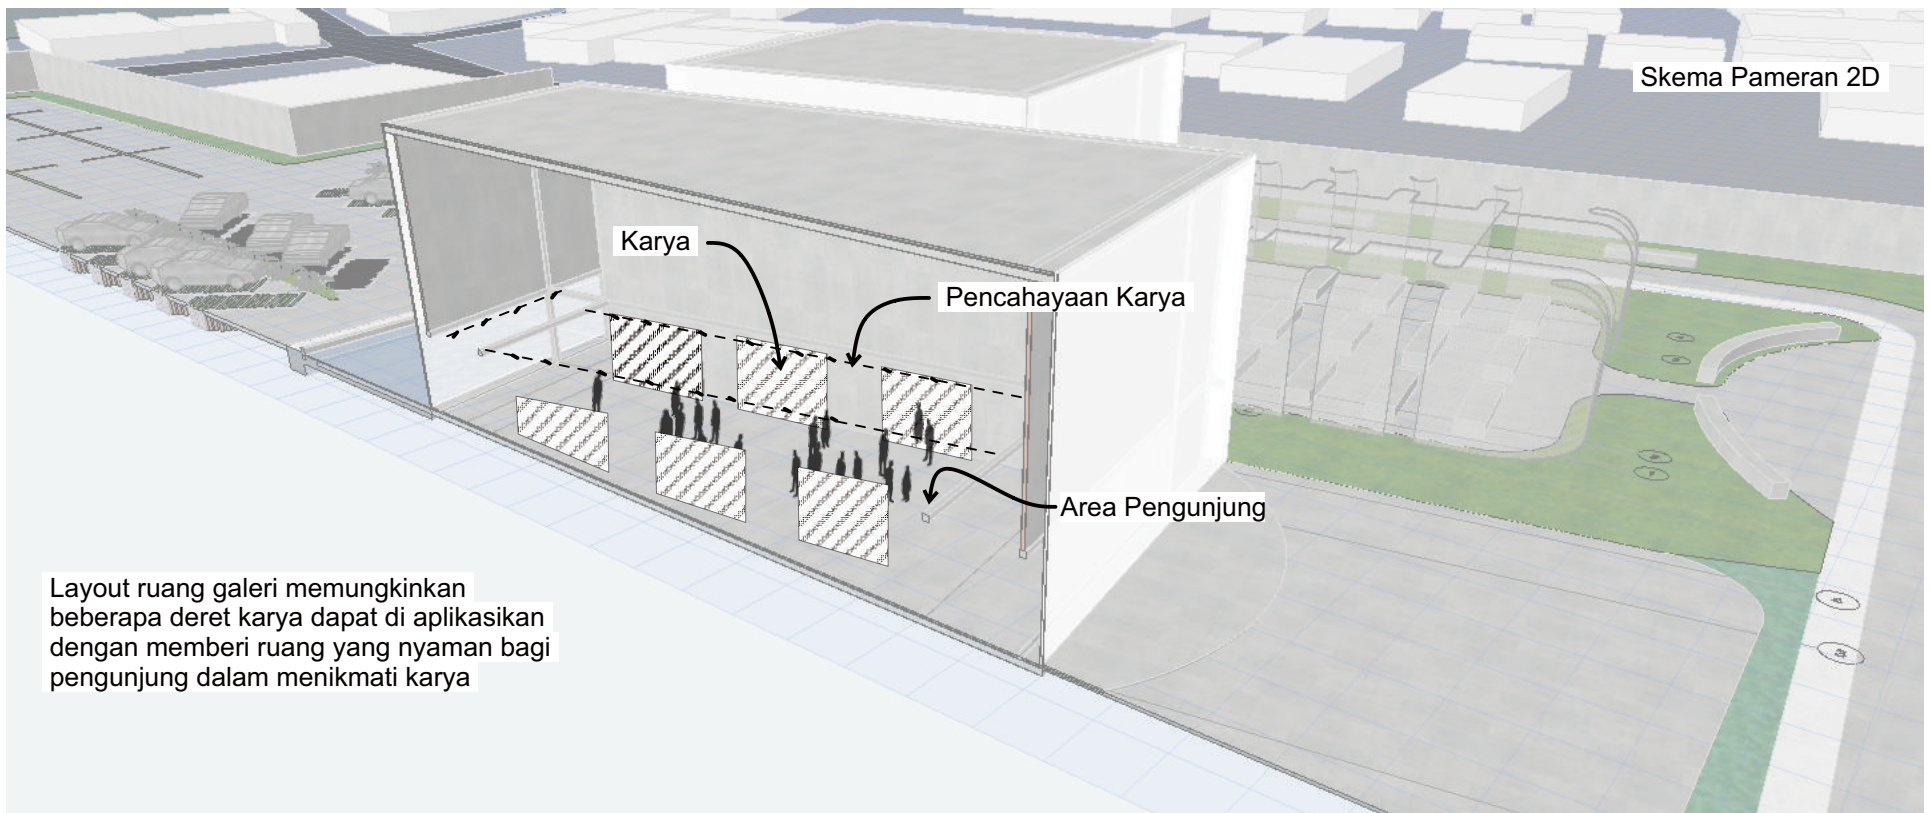 Skema Pameran 2D
Karya
Pencahayaan Karya
Area Pengunjung
Layout ruang galeri memungkinkan
beberapa deret karya dapat di aplikasikan
dengan memberi ruang yang nyaman bagi
pengunjung dalam menikmati karya